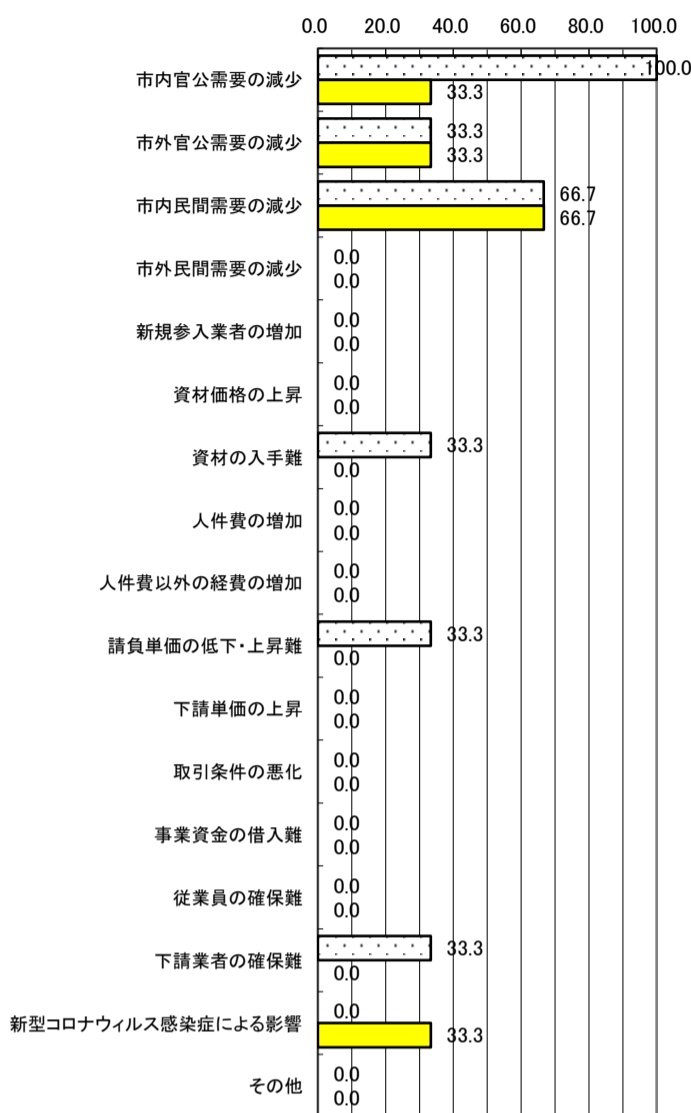 0.0 20.0 40.0 60.0 80.0 100.0
市内官公需要の減少
100.0
33.3
市外官公需要の減少
33.3
33.3
市内民間需要の減少
66.7
66.7
市外民間需要の減少
0.0
0.0
新規参入業者の増加
0.0
0.0
資材価格の上昇
0.0
0.0
資材の入手難
33.3
0.0
人件費の増加
0.0
0.0
人件費以外の経費の増加
0.0
0.0
請負単価の低下・上昇難
33.3
0.0
下請単価の上昇
0.0
0.0
取引条件の悪化
0.0
0.0
事業資金の借入難
0.0
0.0
従業員の確保難
0.0
0.0
下請業者の確保難
33.3
0.0
新型コロナウィルス感染症による影響
0.0
33.3
その他
0.0
0.0